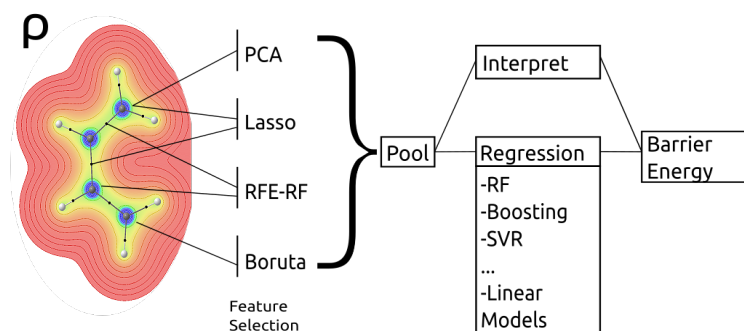 ρ
PCA
Lasso
RFE-RF
Boruta
Feature
Selection
Pool
Interpret
Regression
-RF
-Boosting
-SVR
...
-Linear
Models
Barrier
Energy